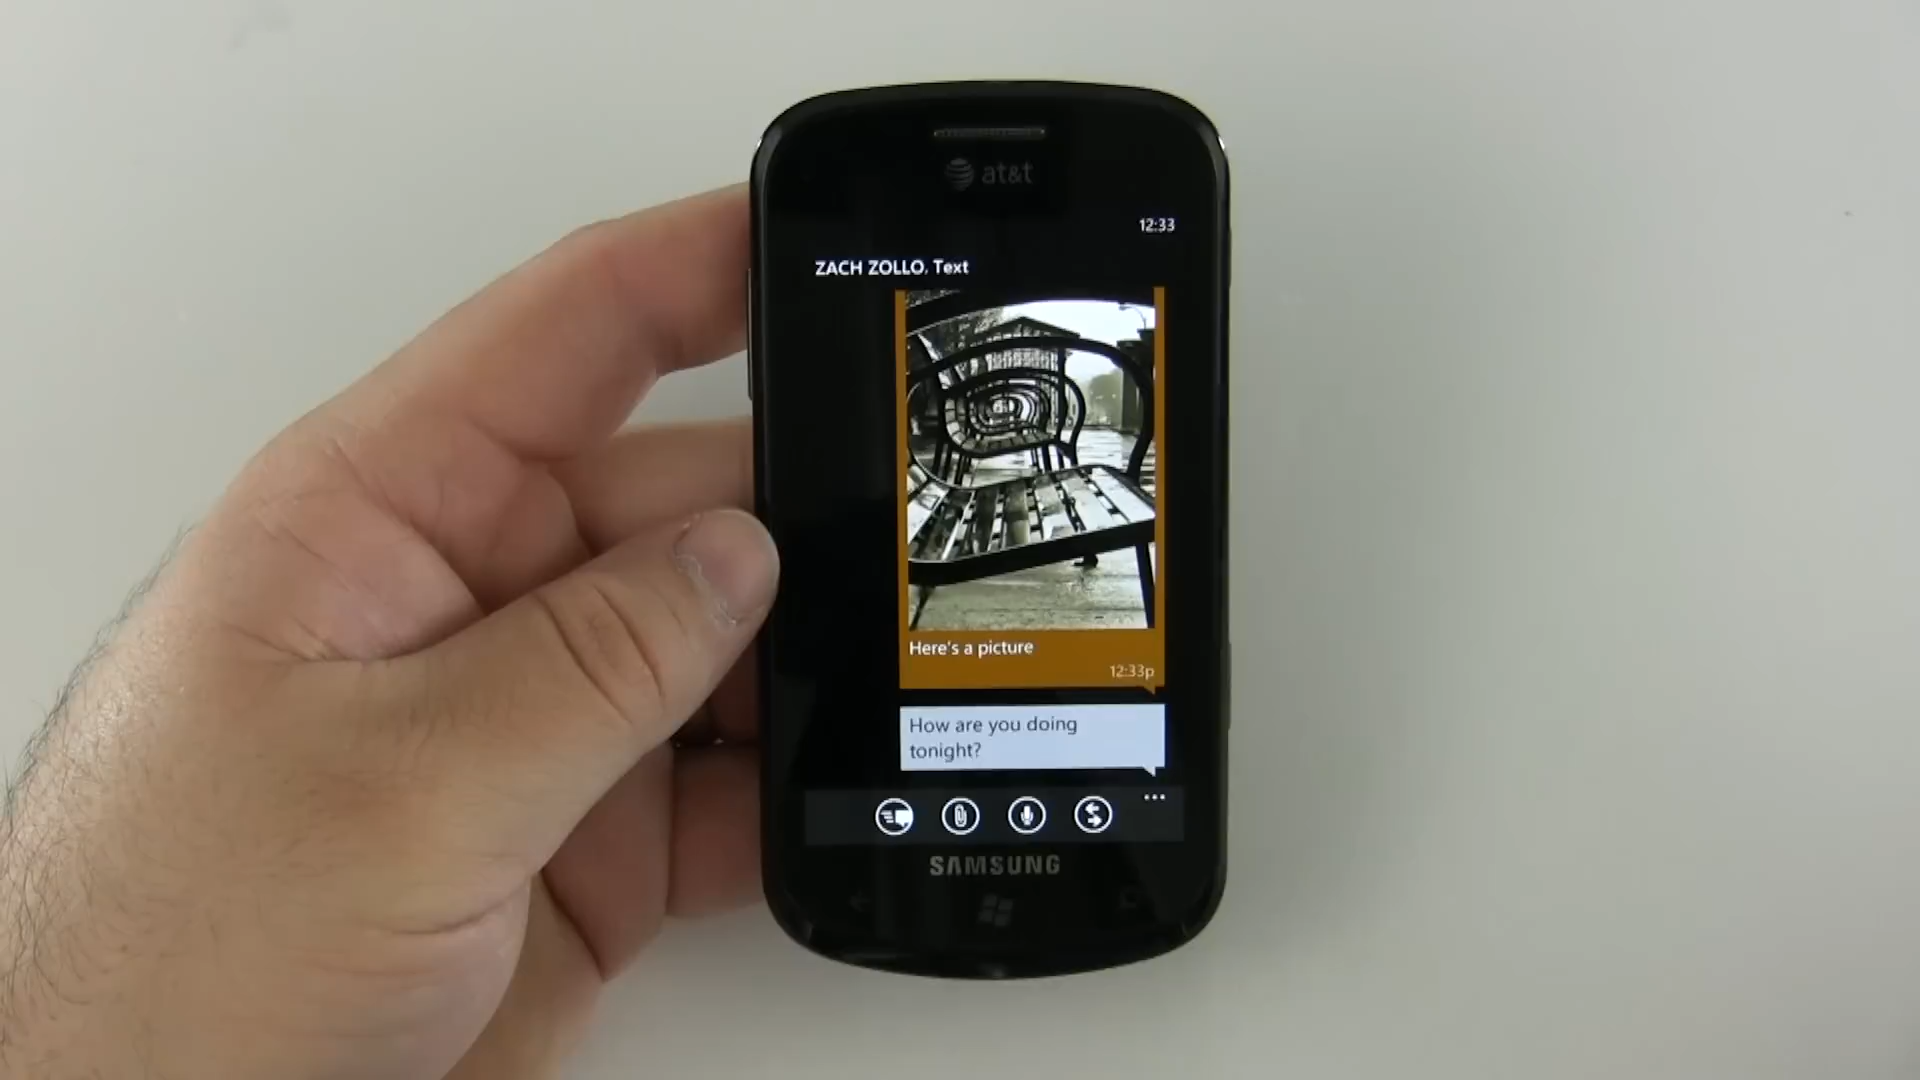 at&t
12:33
ZACH ZOLLO, Text
Here's a picture
12:33p
How are you doing
tonight?
SAMSUNG